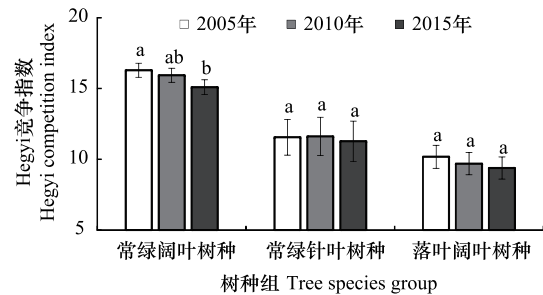 20
15
10
5
Hegyi竞争指数
Hegyi competition index
2005年 2010年 2015年
a ab b
a a a
a a a
常绿阔叶树种 常绿针叶树种 落叶阔叶树种
树种组 Tree species group